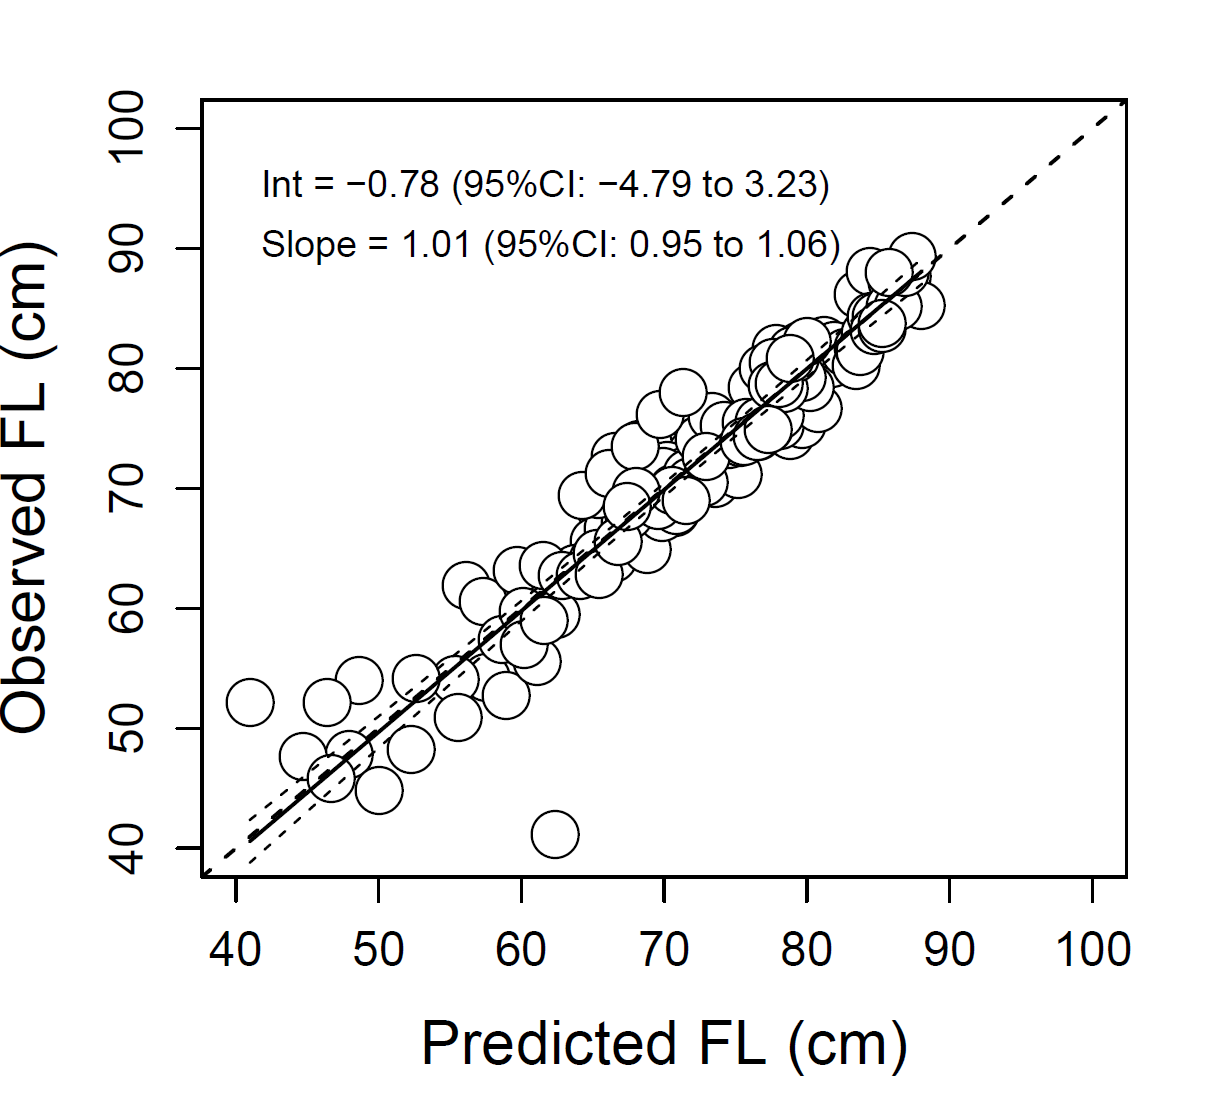 Int = −0.78 (95%CI: −4.79 to 3.23)
Slope = 1.01 (95%CI: 0.95 to 1.06)
Observed FL (cm)
100
90
80
70
60
50
40
40 50 60 70 80 90 100
Predicted FL (cm)